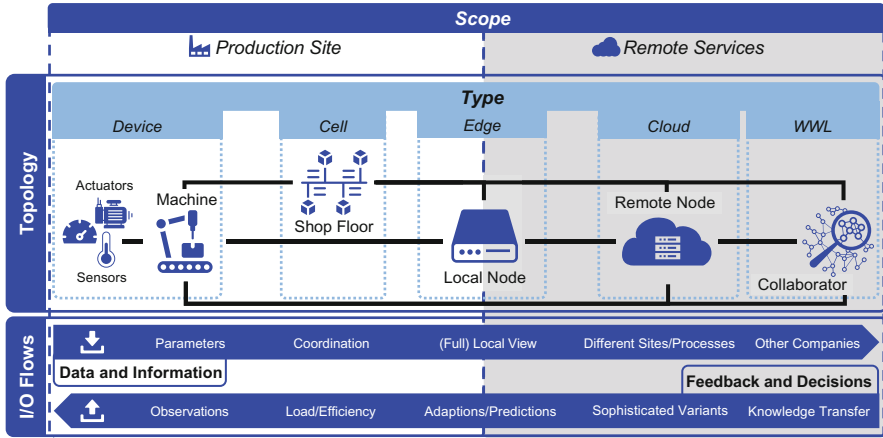 Scope
Production Site
Remote Services
Topology
Type
Device
Cell
Edge
Cloud
WWL
Actuators
Machine
Sensors
Shop Floor
Local Node
Remote Node
Collaborator
I/O Flows
Parameters
Coordination
(Full) Local View
Different Sites/Processes
Other Companies
Data and Information
Feedback and Decisions
Observations
Load/Efficiency
Adaptions/Predictions
Sophisticated Variants
Knowledge Transfer